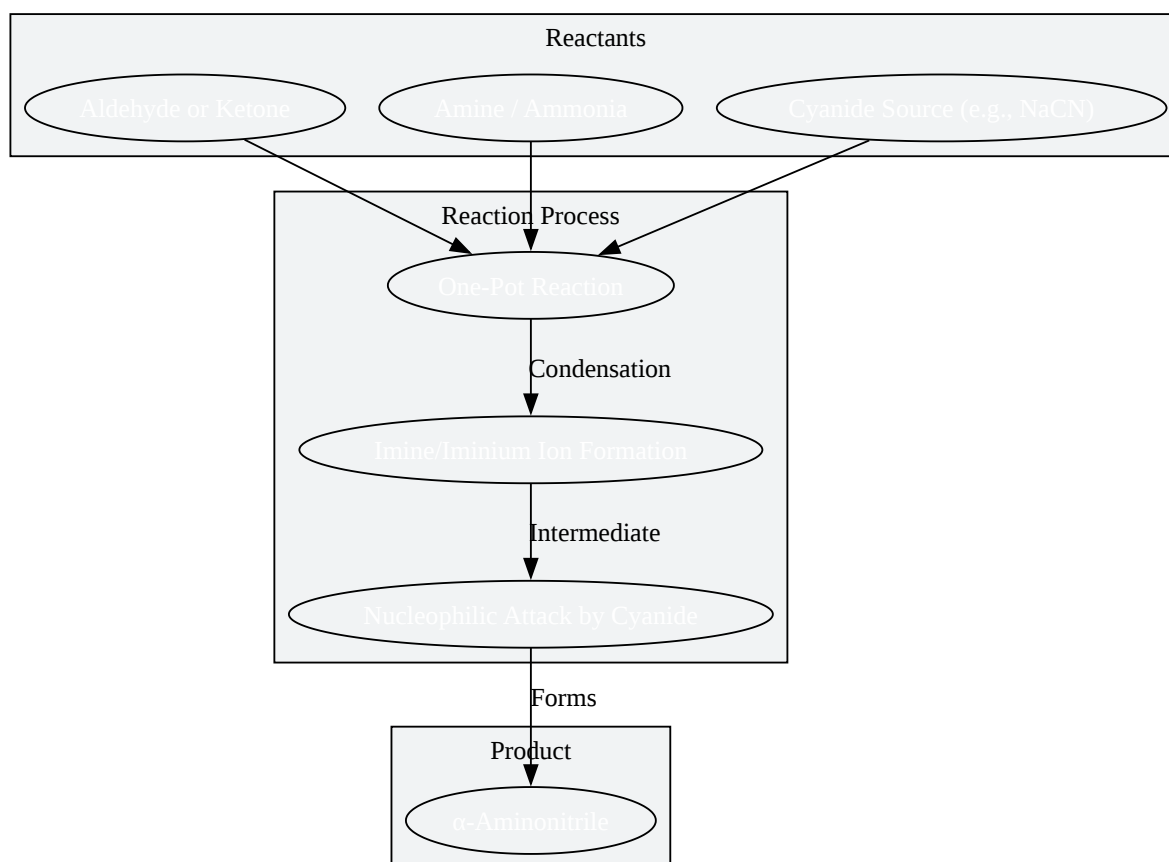 Reactants
Aldehyde or Ketone
Amine / Ammonia
Cyanide Source (e.g., NaCN)
Reaction Process
One-Pot Reaction
Condensation
Imine/Iminium Ion Formation
Intermediate
Nucleophilic Attack by Cyanide
Forms
Product
α-Aminonitrile